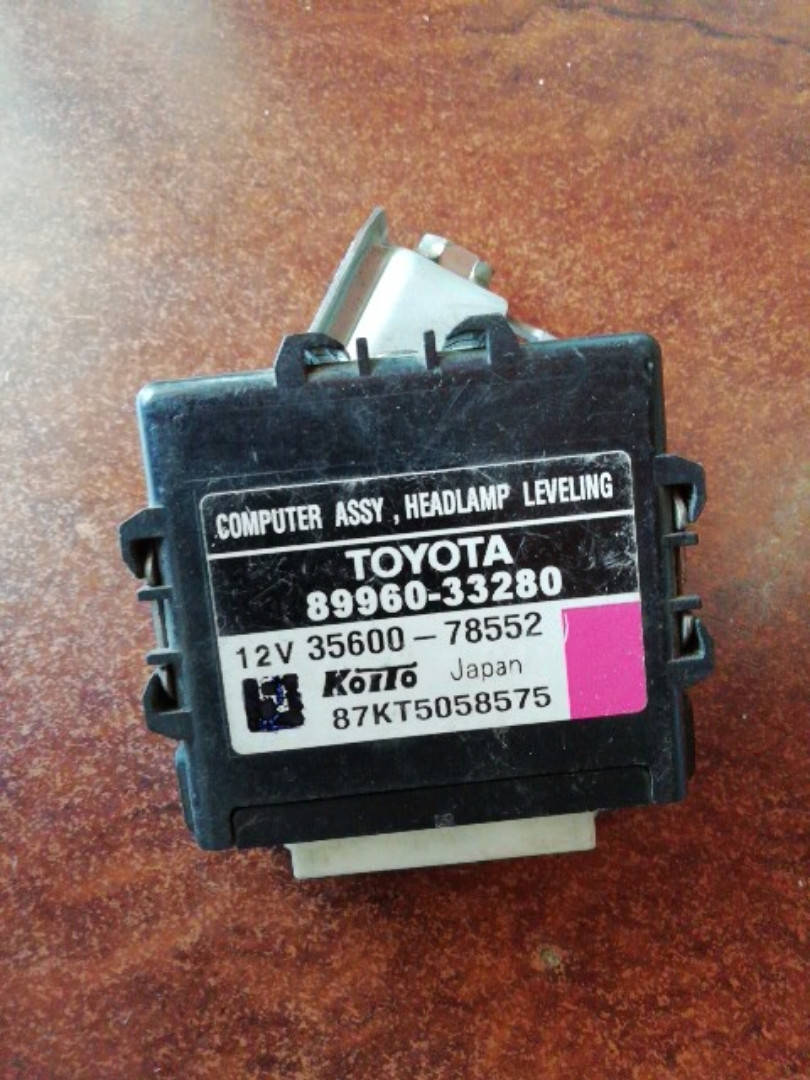 COMPUTER ASSY , HEADLAMP LEVELING
TOYOTA
89960-33280
12V 35600-78552
KOITO Japan
87KT5058575